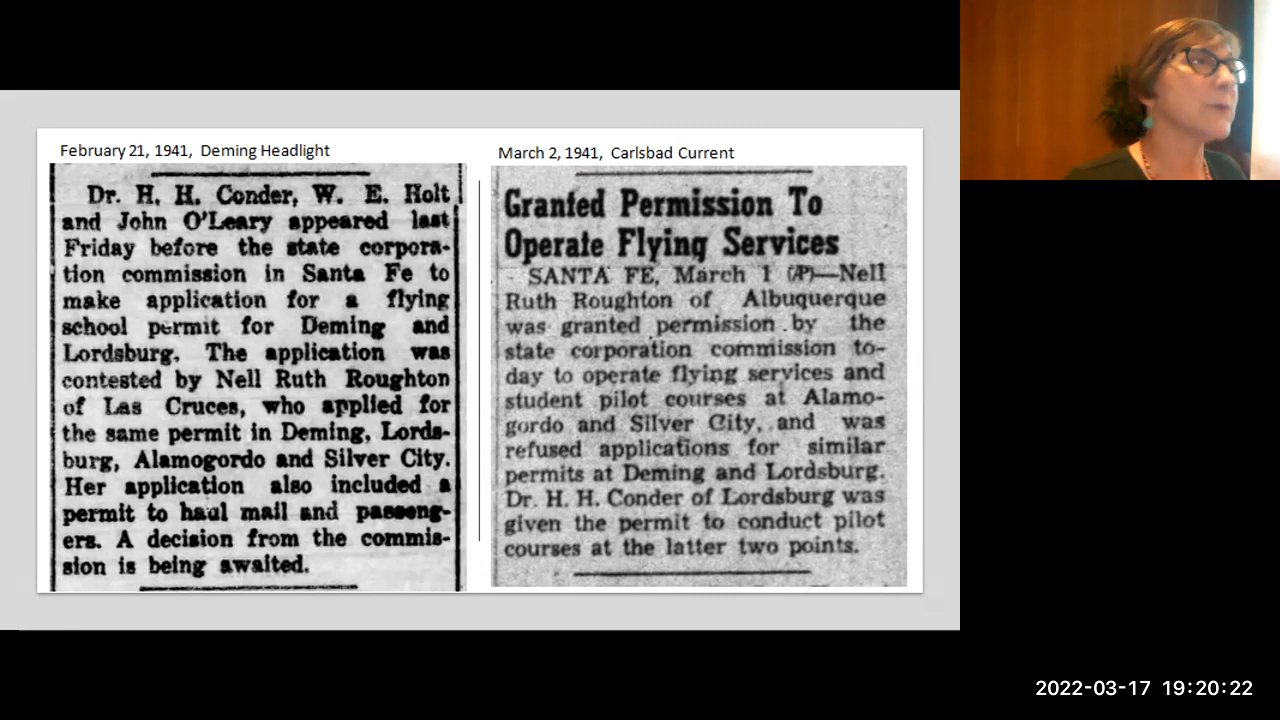 February 21, 1941, Deming Headlight
Dr. H. H. Conder, W. E. Holt
and John O'Leary appeared last
Friday before the state corpora-
tion commission in Santa Fe to
make application for a flying
school permit for Deming and
Lordsburg. The application was
contested by Nell Ruth Roughton
of Las Cruces, who applied for
the same permit in Deming, Lords-
burg, Alamogordo and Silver City.
Her application also included a
permit to haul mail and passeng-
ers. A decision from the commis-
sion is being awaited.
March 2, 1941, Carlsbad Current
Granted Permission To
Operate Flying Services
SANTA FE, March 1 (AP)—Nell
Ruth Roughton of Albuquerque
was granted permission by the
state corporation commission to-
day to operate flying services and
student pilot courses at Alamo-
gordo and Silver City, and was
refused applications for similar
permits at Deming and Lordsburg.
Dr. H. H. Conder of Lordsburg was
given the permit to conduct pilot
courses at the latter two points.
2022-03-17 19:20:22